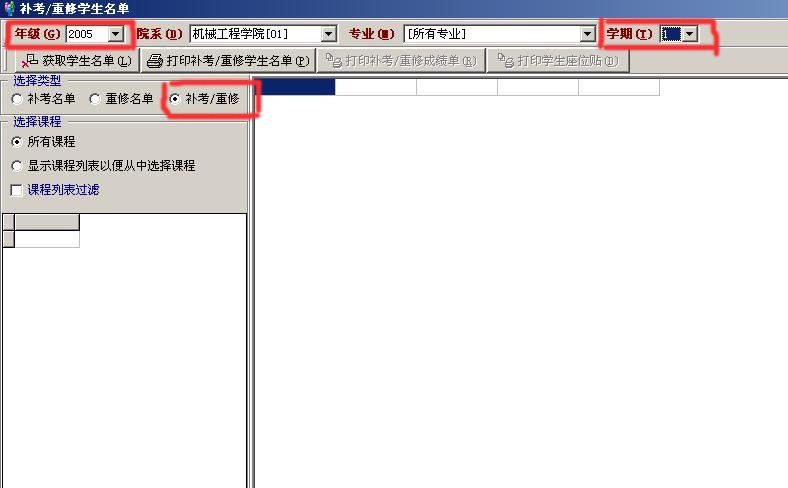 补考/重修学生名单
年级(G) 2005 院系(D) 机械工程学院[01] 专业(M) [所有专业] 学期(T) 1
获取学生名单(L) 打印补考/重修学生名单(P) 打印补考/重修成绩单(R) 打印学生座位贴(D)
选择类型
补考名单 重修名单 补考/重修
选择课程
所有课程
显示课程列表以便从中选择课程
课程列表过滤